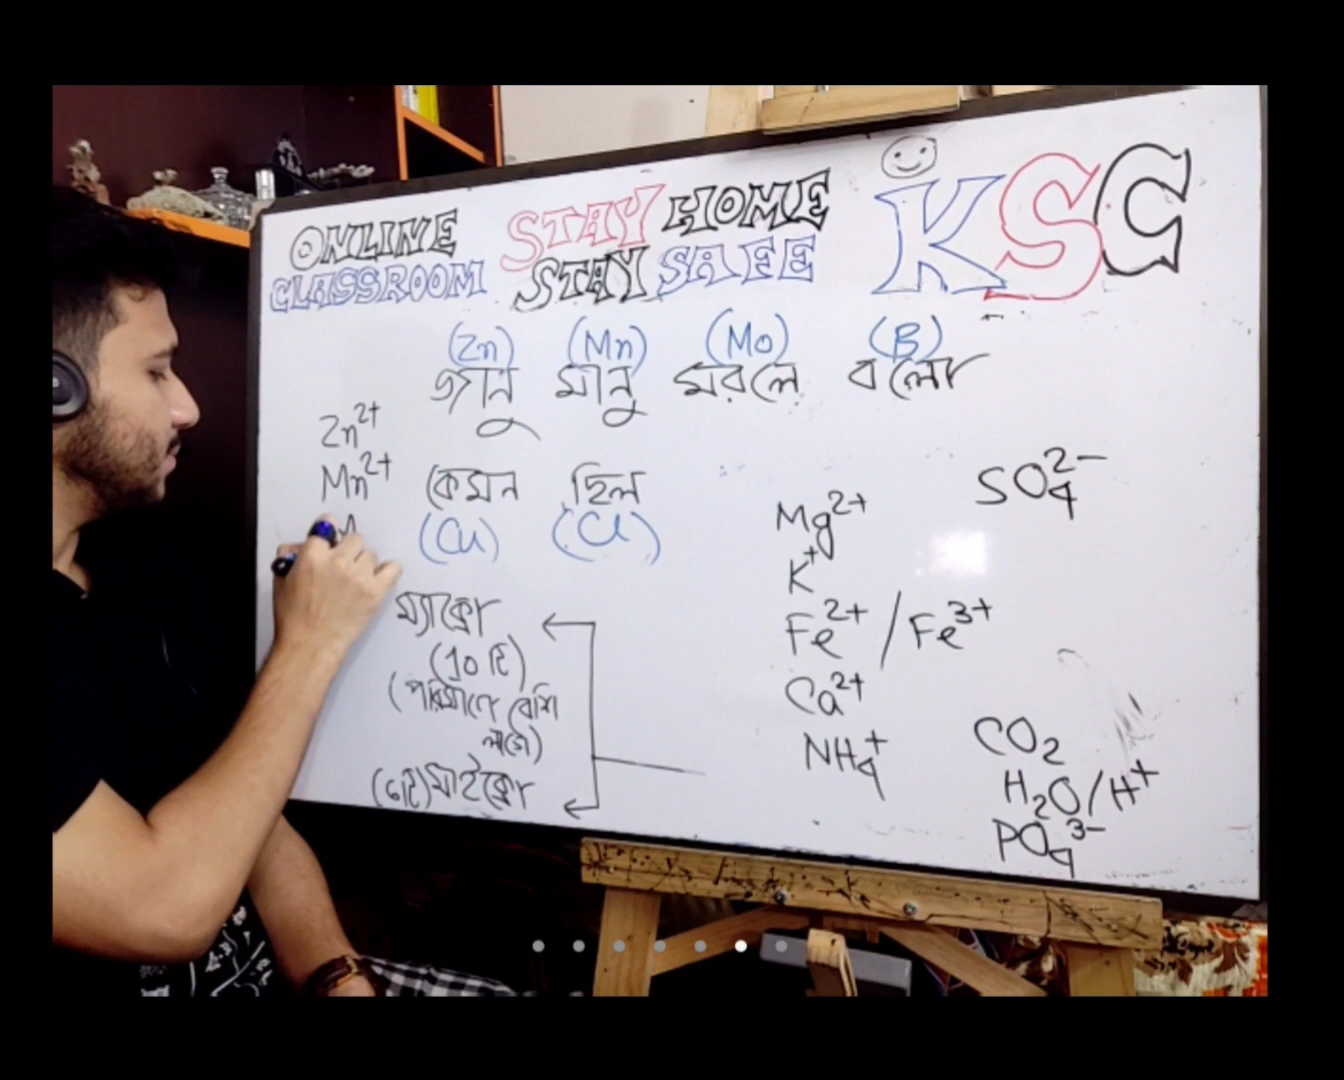 ONLINE STAY HOME KSC
CLASSROOM STAY SAFE
(Zn) (Mn) (Mo) (B)
জানু মানু মরলে বলো
Zn²⁺
Mn²⁺
কেমন ছিল
(Cu) (Cl)
ম্যাক্রো
(10 টি)
(পরিমাণে বেশি
লাগে)
(৬টি) মাইক্রো
Mg²⁺
K⁺
Fe²⁺ / Fe³⁺
Ca²⁺
NH₄⁺
SO₄²⁻
CO₂
H₂O/H⁺
PO₄³⁻